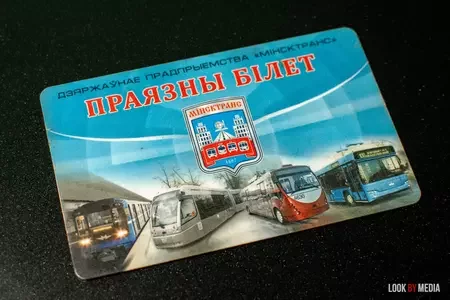 ДЗЯРЖАЎНАЕ ПРАДПРЫЕМСТВА «МІНСКТРАНС»
ПРАЯЗНЫ БІЛЕТ
МІНСКТРАНС
LOOK BY MEDIA